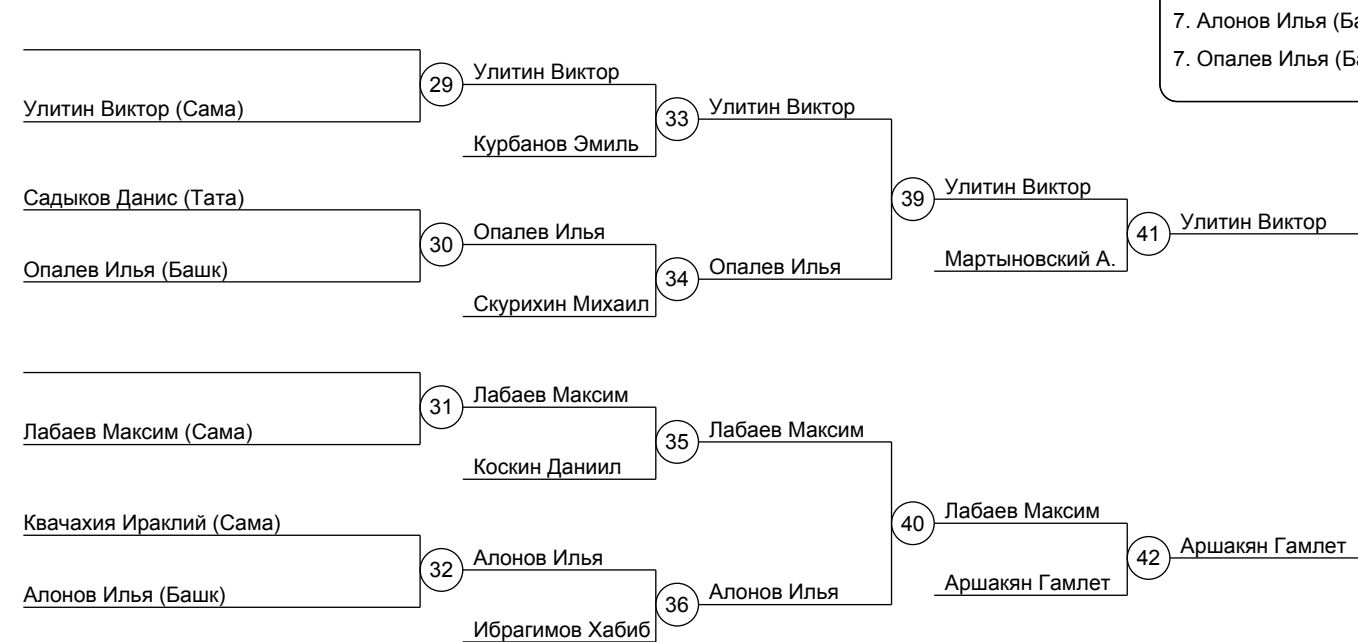 7. Алонов Илья (Ба
7. Опалев Илья (Ба
29
Улитин Виктор
Улитин Виктор (Сама)
33
Улитин Виктор
Курбанов Эмиль
Садыков Данис (Тата)
39
Улитин Виктор
30
Опалев Илья
41
Улитин Виктор
Опалев Илья (Башк)
34
Опалев Илья
Мартыновский А.
Скурихин Михаил
31
Лабаев Максим
Лабаев Максим (Сама)
35
Лабаев Максим
Коскин Даниил
Квачахия Ираклий (Сама)
40
Лабаев Максим
32
Алонов Илья
42
Аршакян Гамлет
Алонов Илья (Башк)
36
Алонов Илья
Аршакян Гамлет
Ибрагимов Хабиб